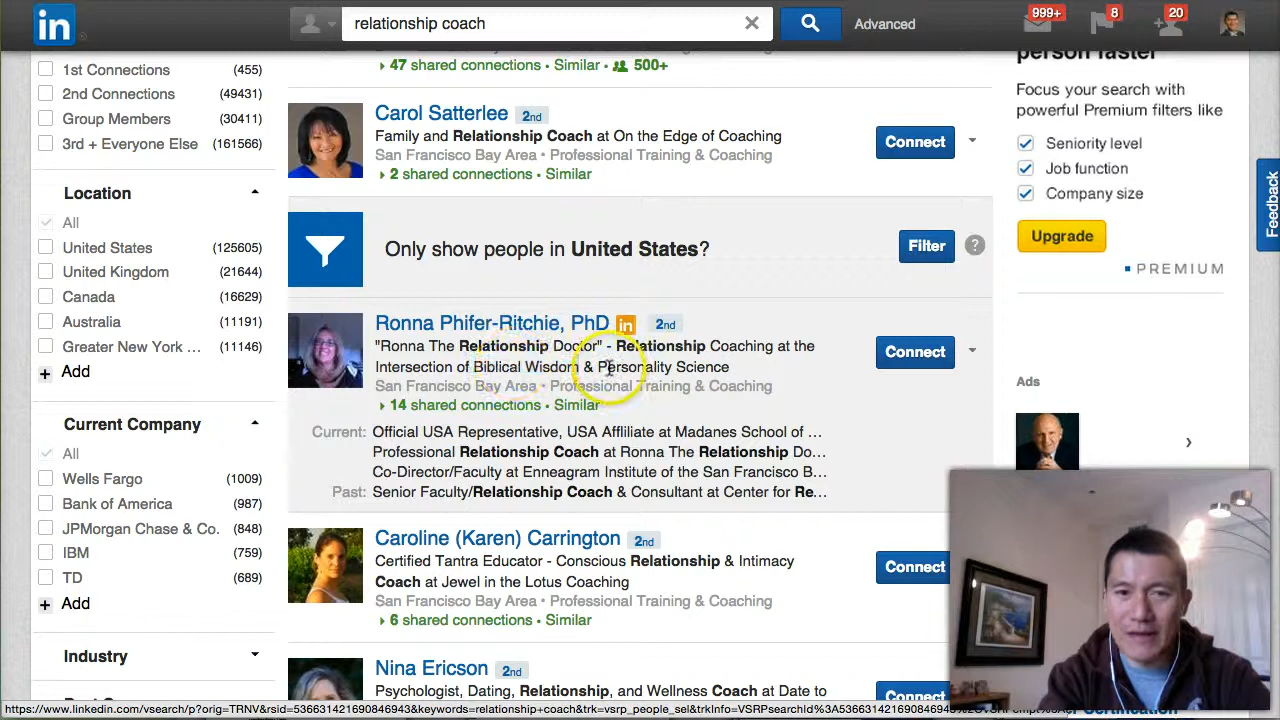 in
relationship coach
Advanced
999+
8
20
47 shared connections • Similar • 500+
1st Connections (455)
2nd Connections (49431)
Group Members (30411)
3rd + Everyone Else (161566)
Location
All
United States (125605)
United Kingdom (21644)
Canada (16629)
Australia (11191)
Greater New York ... (11146)
+ Add
Current Company
All
Wells Fargo (1009)
Bank of America (987)
JPMorgan Chase & Co. (848)
IBM (759)
TD (689)
+ Add
Industry
Carol Satterlee 2nd
Family and Relationship Coach at On the Edge of Coaching
San Francisco Bay Area • Professional Training & Coaching
2 shared connections • Similar
Connect
Only show people in United States?
Filter
?
Ronna Phifer-Ritchie, PhD in 2nd
"Ronna The Relationship Doctor" - Relationship Coaching at the
Intersection of Biblical Wisdom & Personality Science
San Francisco Bay Area • Professional Training & Coaching
14 shared connections • Similar
Connect
Current: Official USA Representative, USA Affliliate at Madanes School of ...
Professional Relationship Coach at Ronna The Relationship Do...
Co-Director/Faculty at Enneagram Institute of the San Francisco B...
Past: Senior Faculty/Relationship Coach & Consultant at Center for Re...
Caroline (Karen) Carrington 2nd
Certified Tantra Educator - Conscious Relationship & Intimacy
Coach at Jewel in the Lotus Coaching
San Francisco Bay Area • Professional Training & Coaching
6 shared connections • Similar
Connect
Nina Ericson 2nd
Psychologist, Dating, Relationship, and Wellness Coach at Date to
Connect
person faster
Focus your search with
powerful Premium filters like
Seniority level
Job function
Company size
Upgrade
PREMIUM
Feedback
Ads